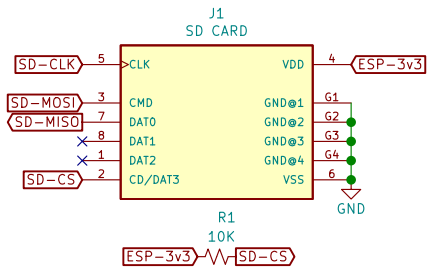 J1
SD CARD
SD-CLK 5 CLK VDD 4 ESP-3v3
SD-MOSI 3 CMD GND@1 G1
SD-MISO 7 DAT0 GND@2 G2
8 DAT1 GND@3 G3
1 DAT2 GND@4 G4
SD-CS 2 CD/DAT3 VSS 6
GND
R1
10K
ESP-3v3 SD-CS